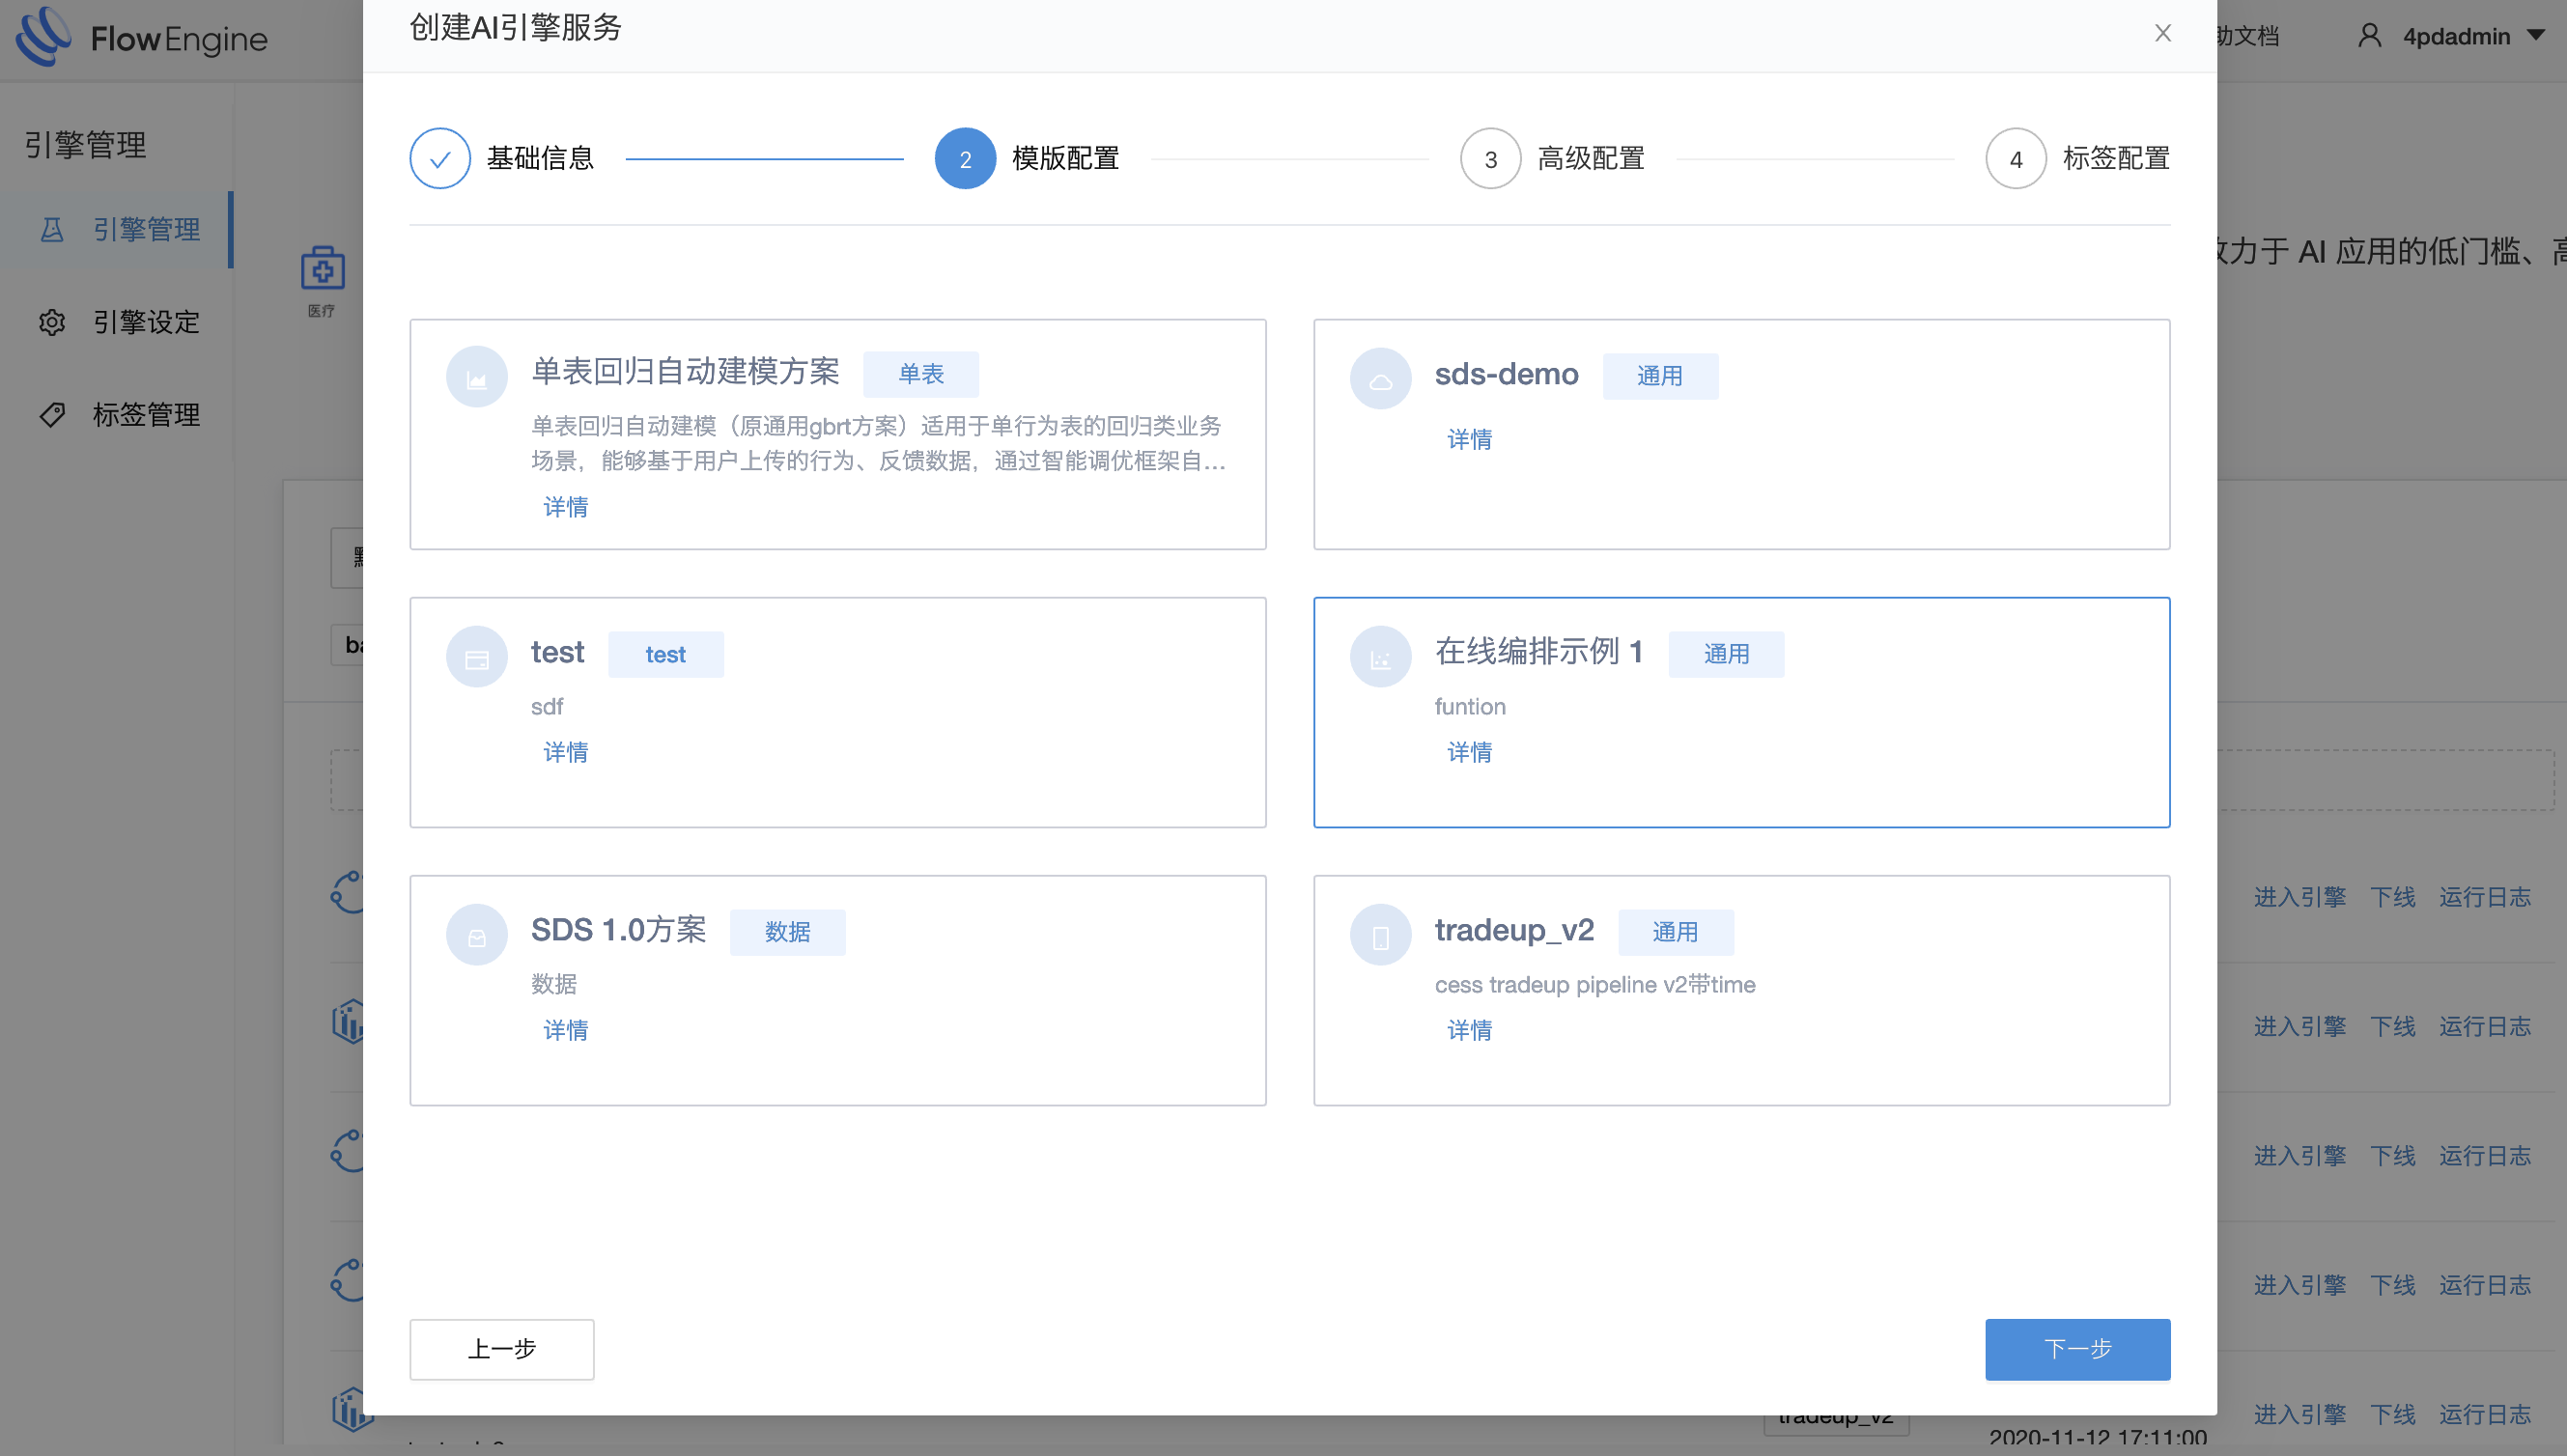 FlowEngine
创建AI引擎服务
助文档
4pdadmin
引擎管理
引擎管理
引擎设定
标签管理
医疗
基础信息
2 模版配置
3 高级配置
4 标签配置
力于 AI 应用的低门槛、高
单表回归自动建模方案 单表
单表回归自动建模（原通用gbrt方案）适用于单行为表的回归类业务
场景，能够基于用户上传的行为、反馈数据，通过智能调优框架自...
详情
sds-demo 通用
详情
test test
sdf
详情
在线编排示例 1 通用
funtion
详情
SDS 1.0方案 数据
数据
详情
tradeup_v2 通用
cess tradeup pipeline v2带time
详情
进入引擎 下线 运行日志
进入引擎 下线 运行日志
进入引擎 下线 运行日志
进入引擎 下线 运行日志
进入引擎 下线 运行日志
上一步
下一步
tradeup_v2
2020-11-12 17:11:00